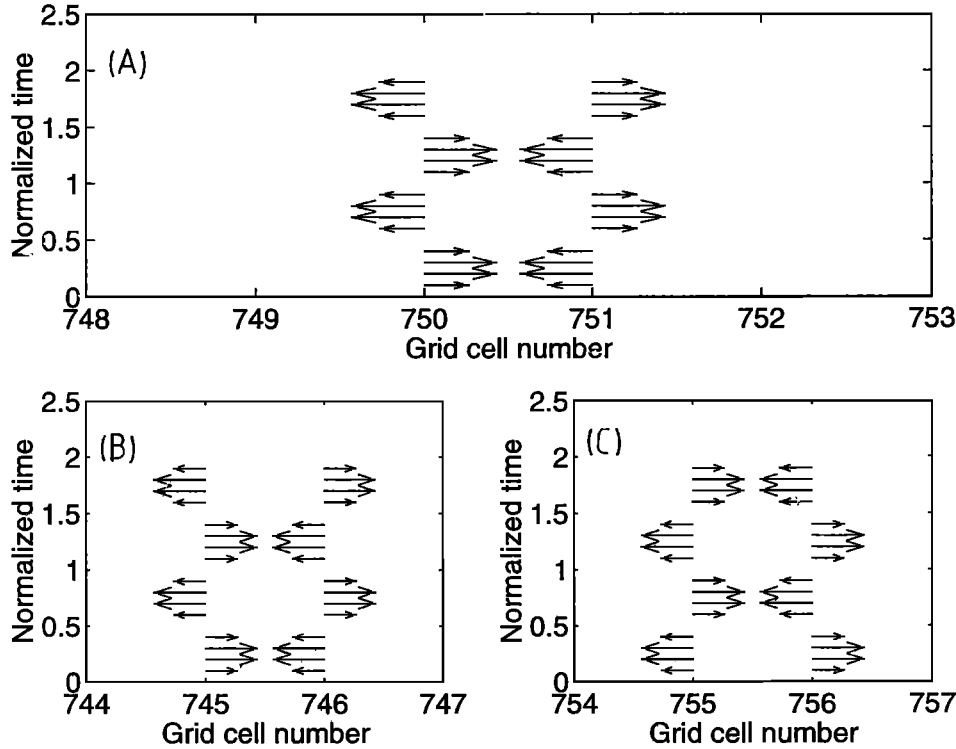 2.5
(A)
2
1.5
1
0.5
0
Normalized time
748 749 750 751 752 753
Grid cell number
2.5
(B)
2
1.5
1
0.5
0
Normalized time
744 745 746 747
Grid cell number
2.5
(C)
2
1.5
1
0.5
0
Normalized time
754 755 756 757
Grid cell number